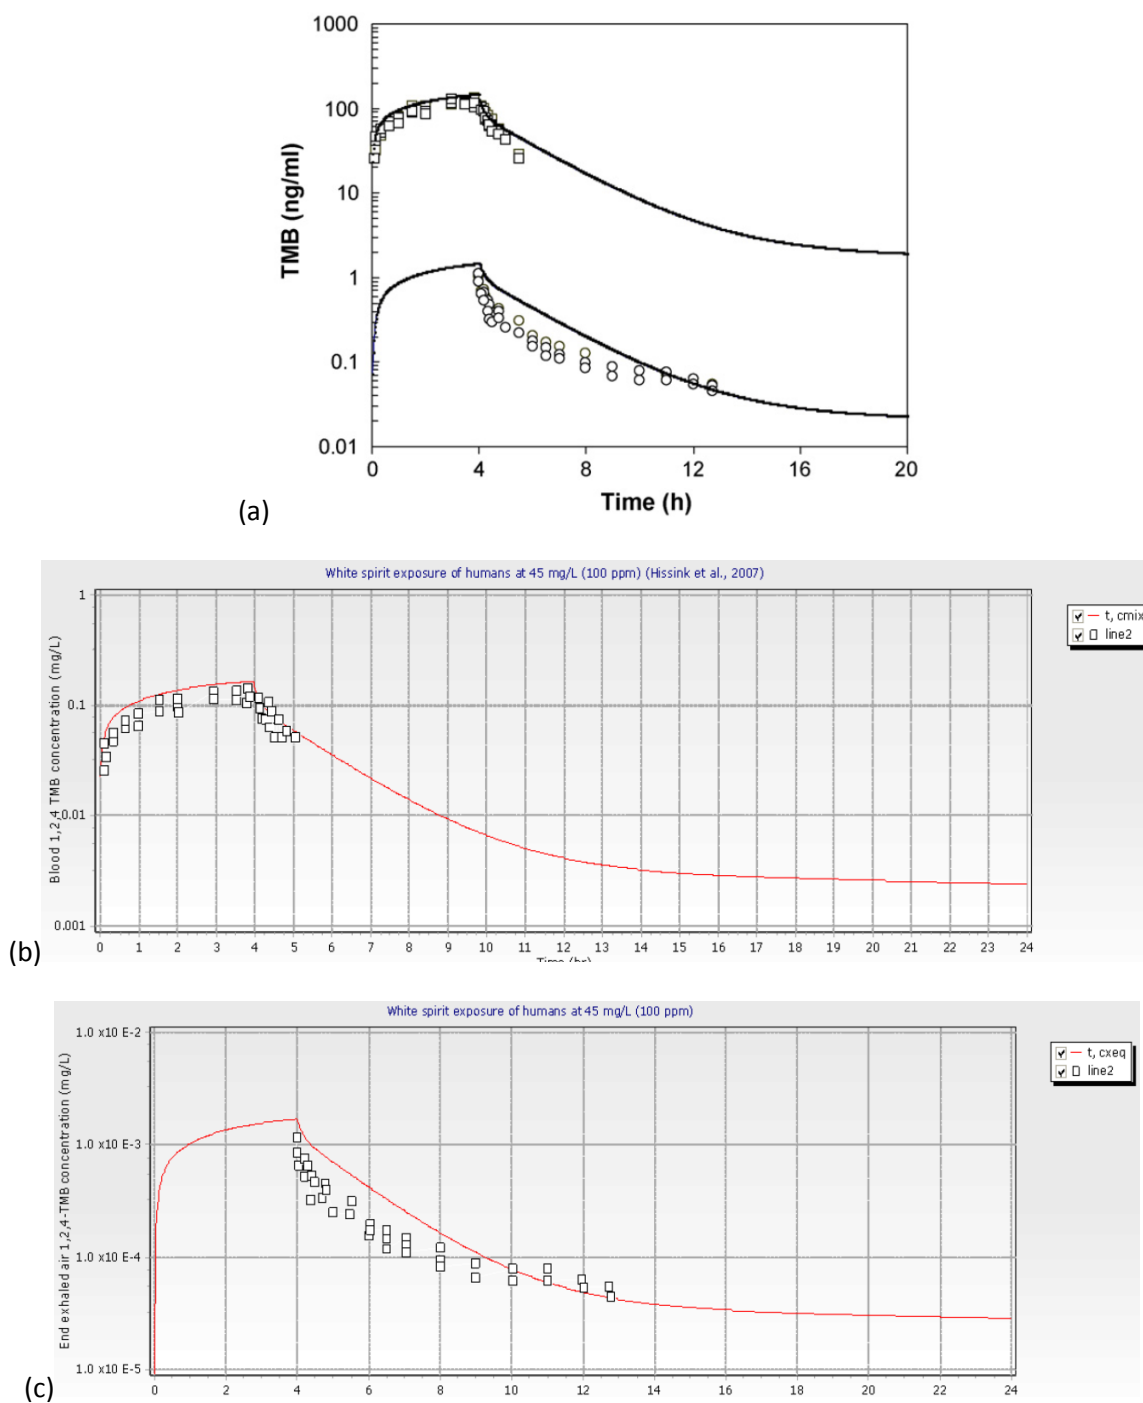 1000
100
10
1
0.1
0.01
TMB (ng/ml)
0 4 8 12 16 20
Time (h)
(a)
White spirit exposure of humans at 45 mg/L (100 ppm) (Hissink et al., 2007)
1
0.1
0.01
0.001
Blood 1,2,4 TMB concentration (mg/L)
t, cmix
line2
0 1 2 3 4 5 6 7 8 9 10 11 12 13 14 15 16 17 18 19 20 21 22 23 24
Time (hr)
(b)
White spirit exposure of humans at 45 mg/L (100 ppm)
1.0 x10 E-2
1.0 x10 E-3
1.0 x10 E-4
1.0 x10 E-5
End exhaled air 1,2,4-TMB concentration (mg/L)
t, cxeq
line2
0 2 4 6 8 10 12 14 16 18 20 22 24
(c)